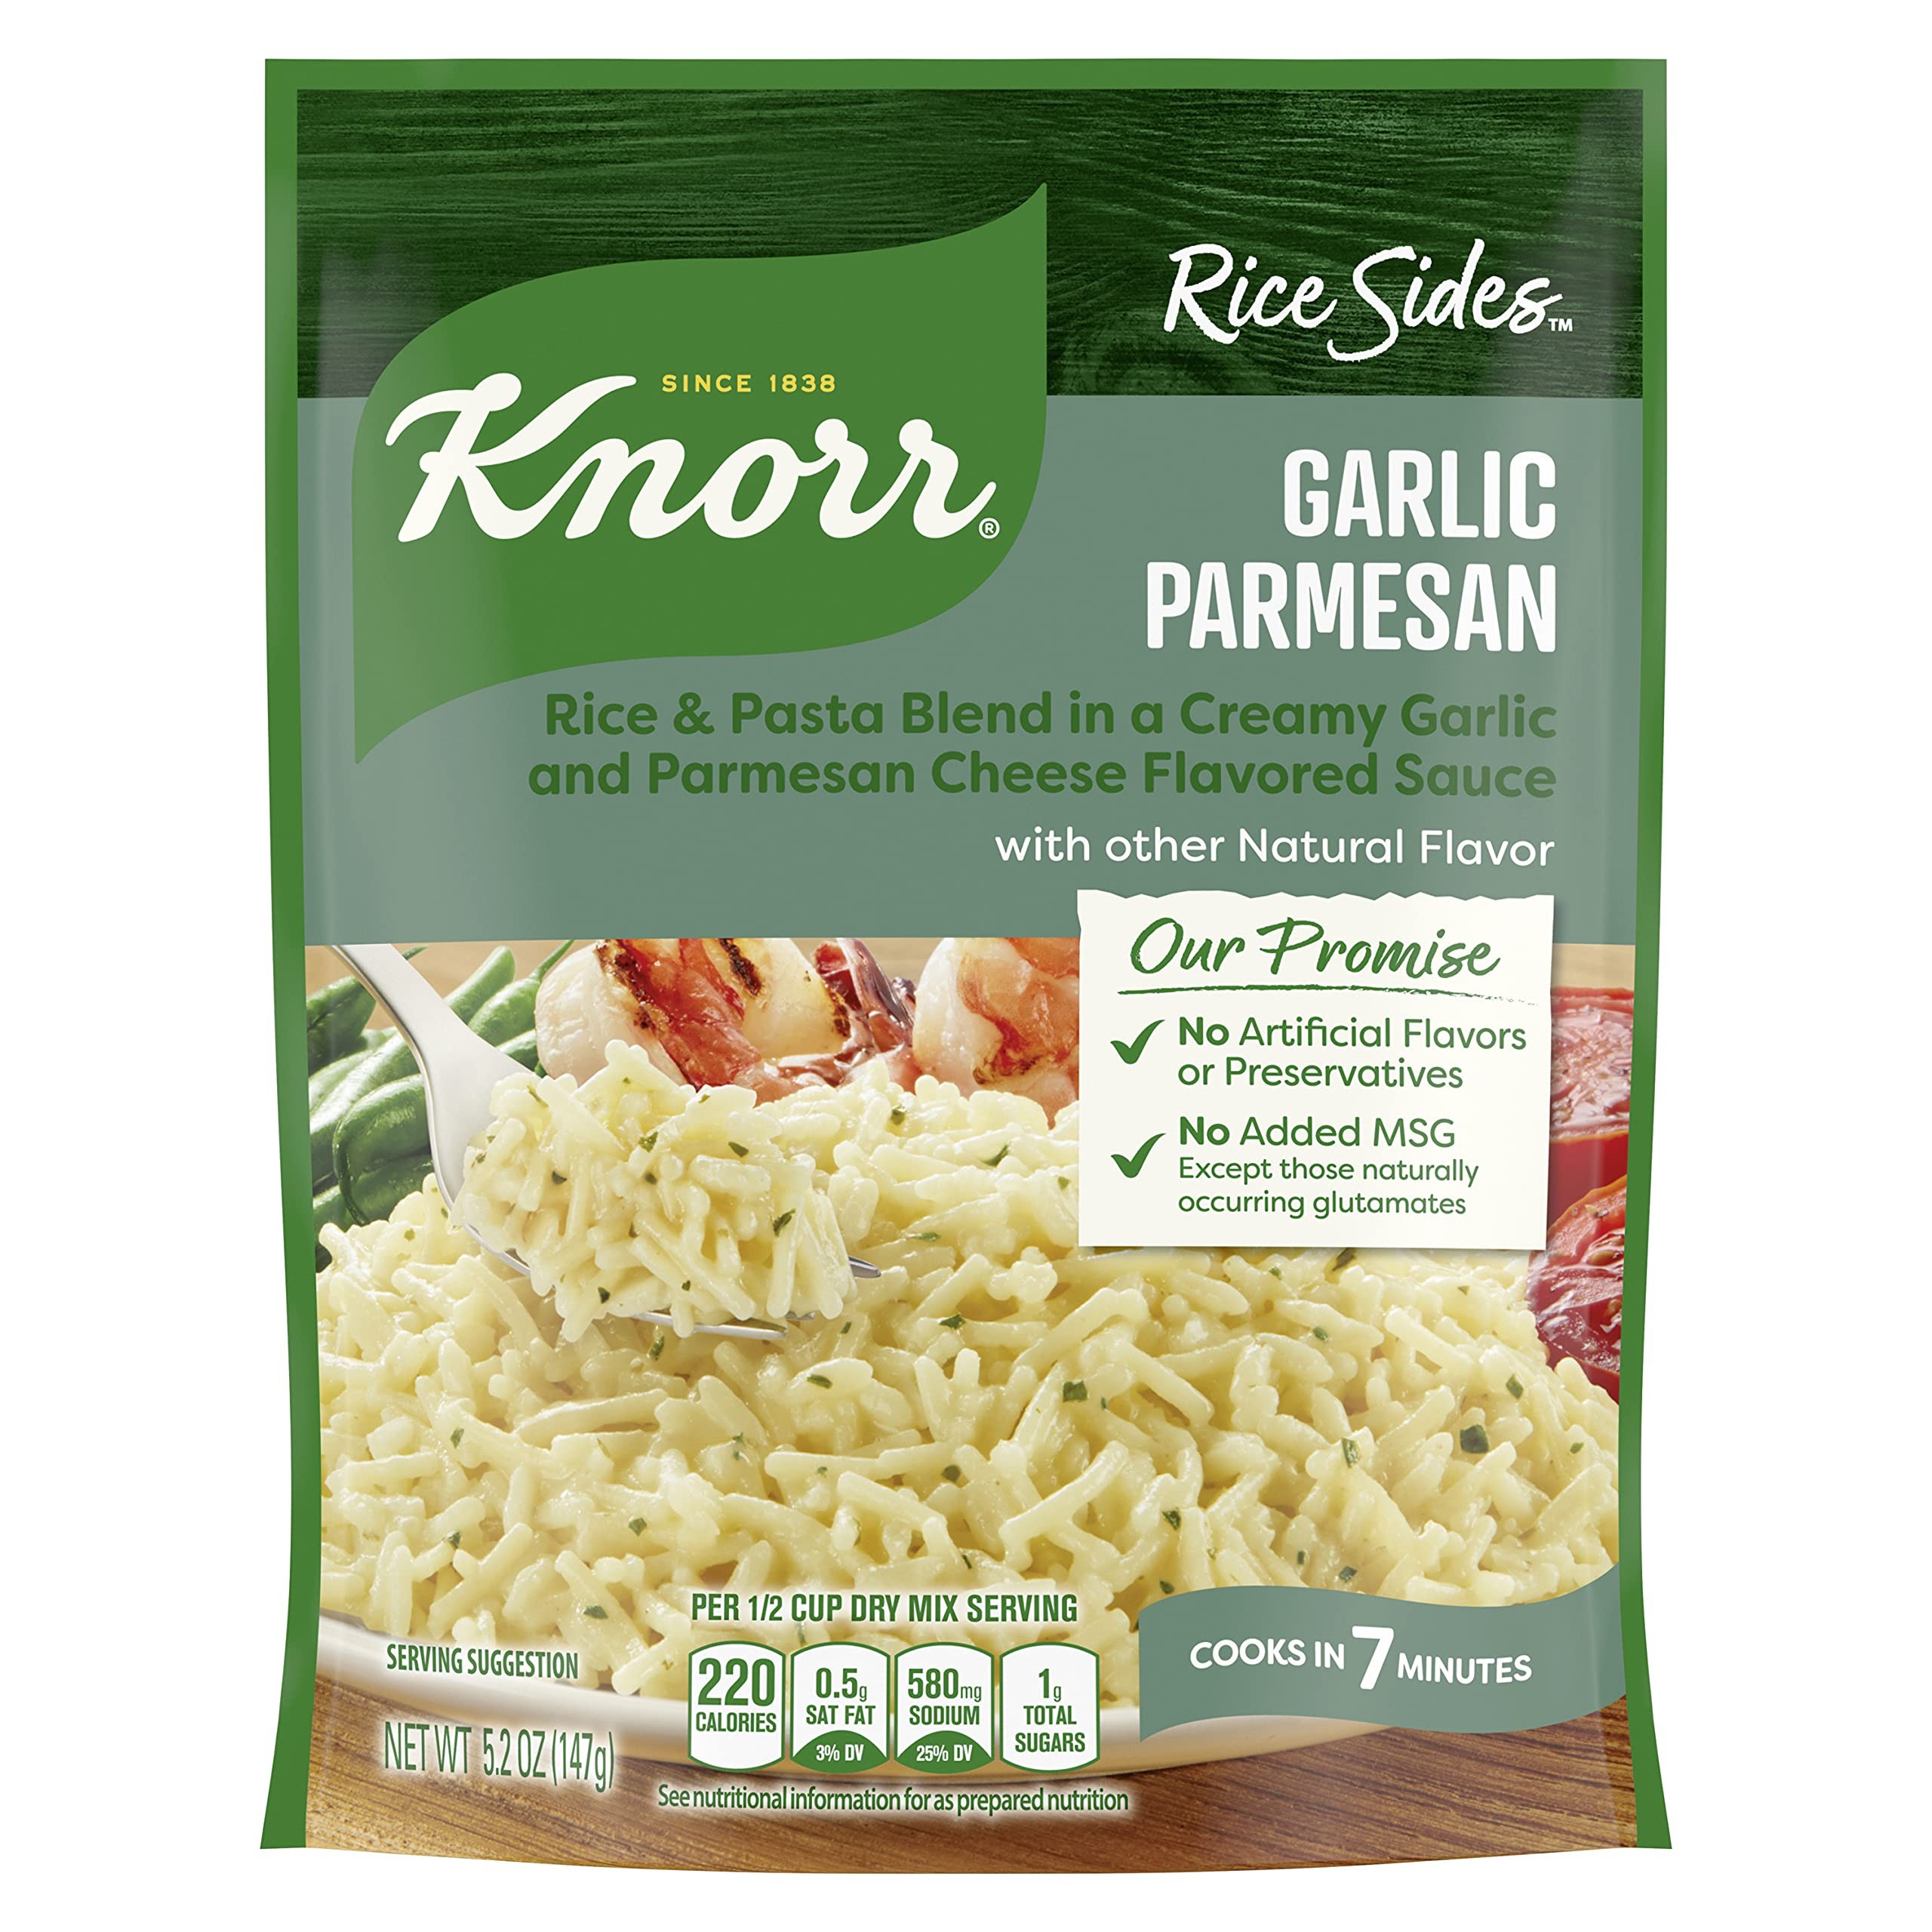 Rice Sides™
SINCE 1838
Knorr®
GARLIC
PARMESAN
Rice & Pasta Blend in a Creamy Garlic
and Parmesan Cheese Flavored Sauce
with other Natural Flavor
Our Promise
No Artificial Flavors
or Preservatives
No Added MSG
Except those naturally
occurring glutamates
PER 1/2 CUP DRY MIX SERVING
220
CALORIES
0.5g
SAT FAT
3% DV
580mg
SODIUM
25% DV
1g
TOTAL
SUGARS
See nutritional information for as prepared nutrition
SERVING SUGGESTION
NET WT 5.2 OZ (147g)
COOKS IN 7 MINUTES